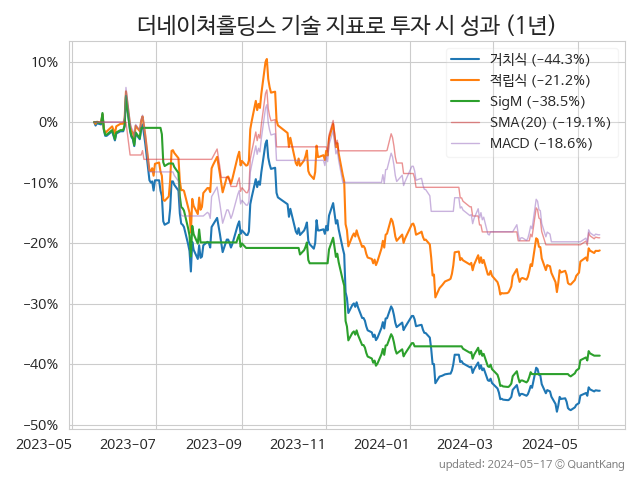 더네이쳐홀딩스 기술 지표로 투자 시 성과 (1년)
거치식 (−44.3%)
적립식 (−21.2%)
SigM (−38.5%)
SMA(20) (−19.1%)
MACD (−18.6%)
10%
0%
−10%
−20%
−30%
−40%
−50%
2023-05 2023-07 2023-09 2023-11 2024-01 2024-03 2024-05
updated: 2024-05-17 © QuantKang